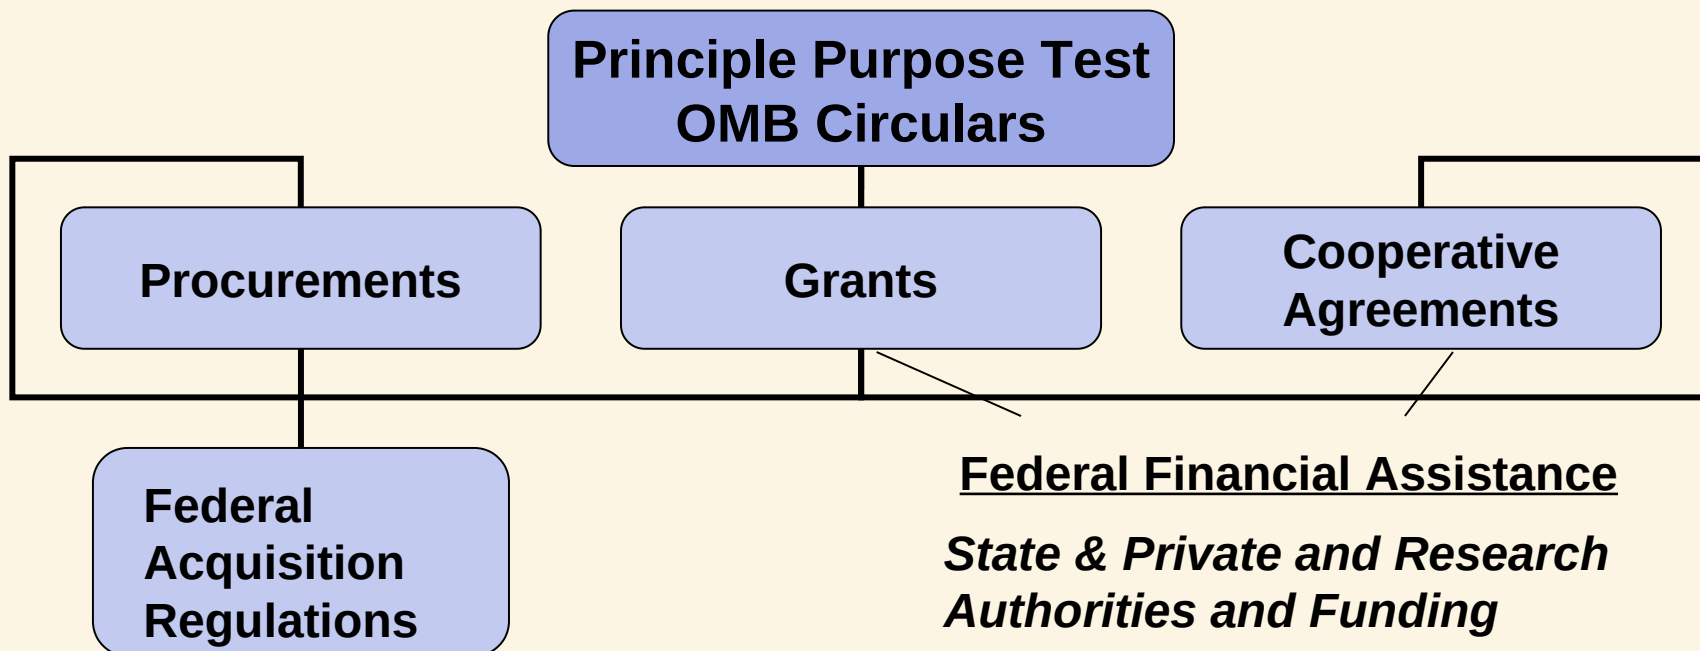 Principle Purpose Test
OMB Circulars
Procurements
Grants
Cooperative
Agreements
Federal
Acquisition
Regulations
Federal Financial Assistance
State & Private and Research
Authorities and Funding